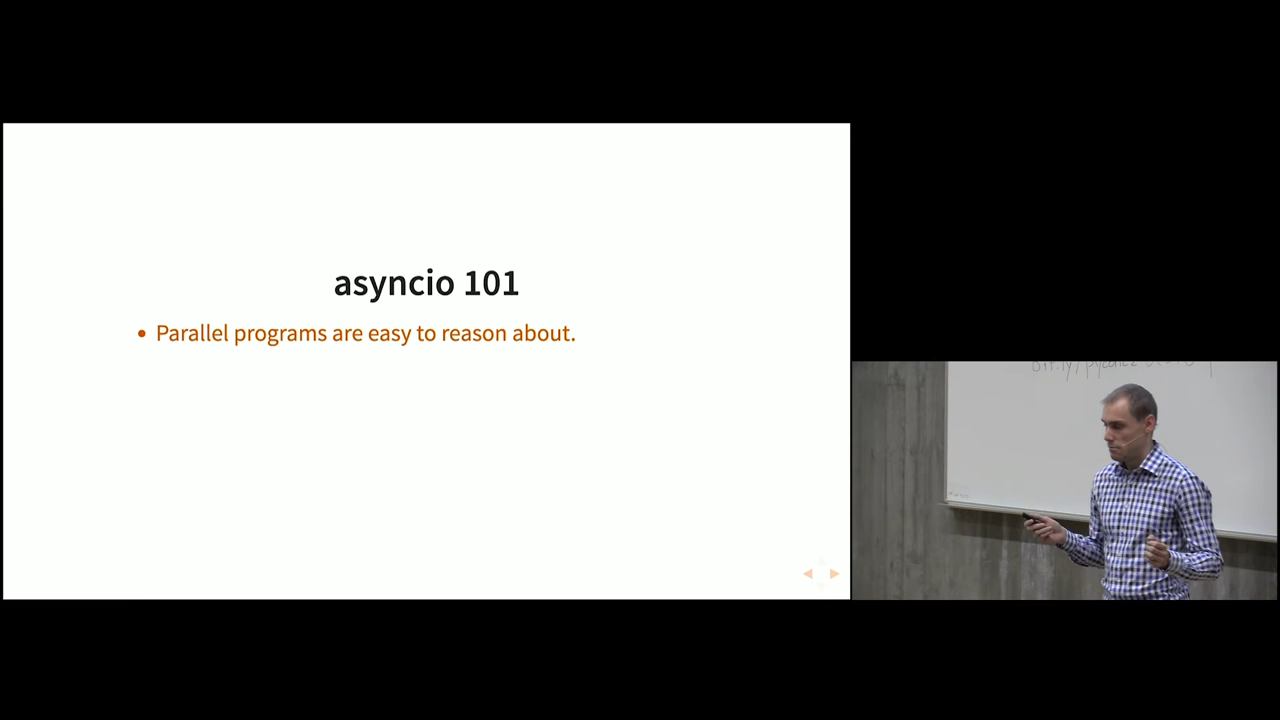 asyncio 101
• Parallel programs are easy to reason about.